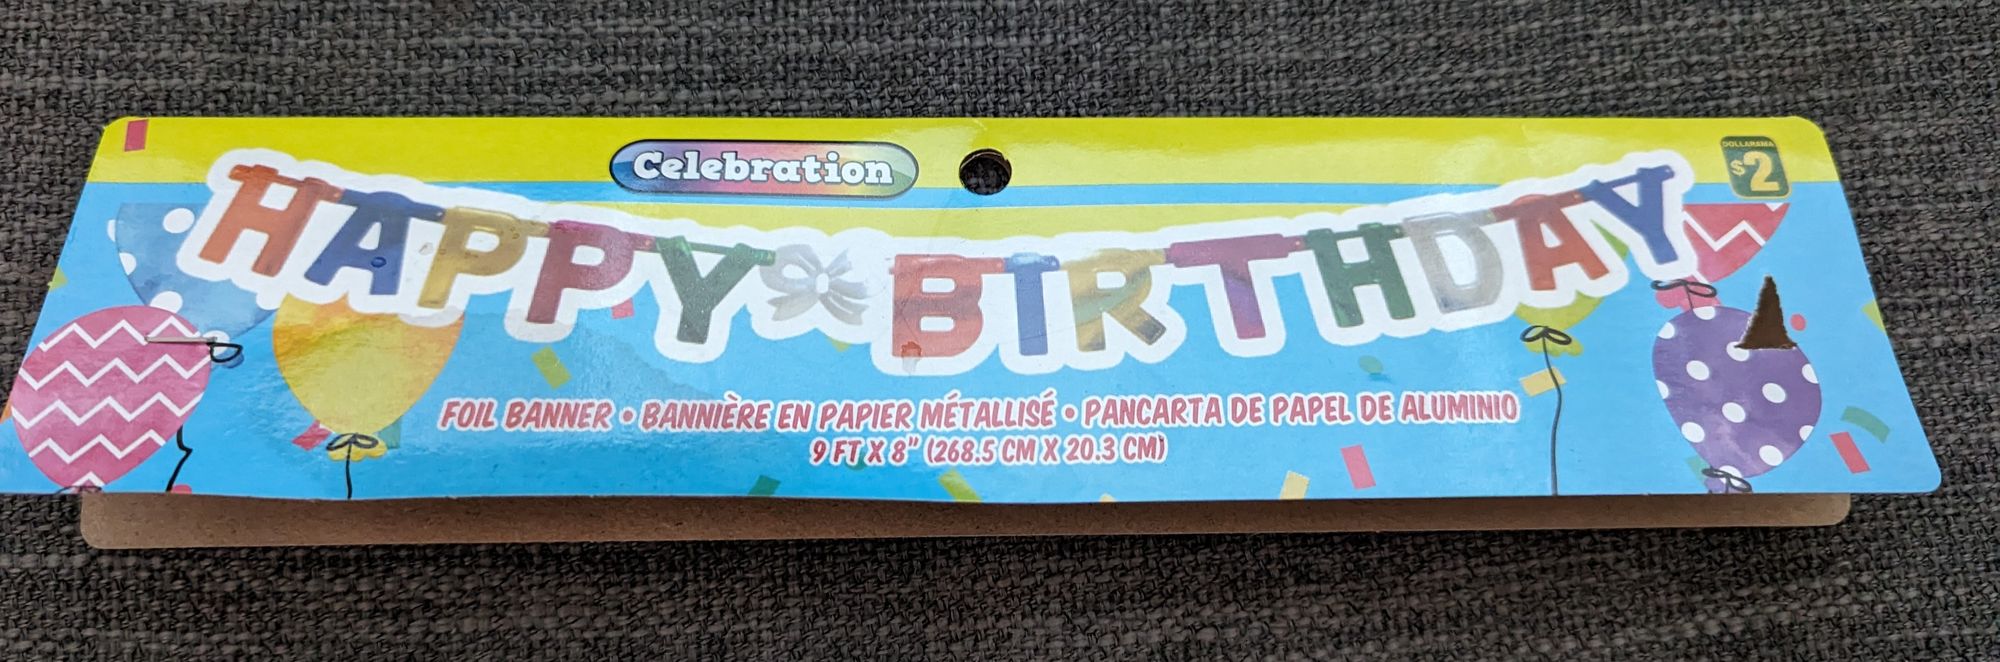 Celebration
DOLLARAMA
$2
HAPPY BIRTHDAY
FOIL BANNER • BANNIÈRE EN PAPIER MÉTALLISÉ • PANCARTA DE PAPEL DE ALUMINIO
9 FT X 8" (268.5 CM X 20.3 CM)